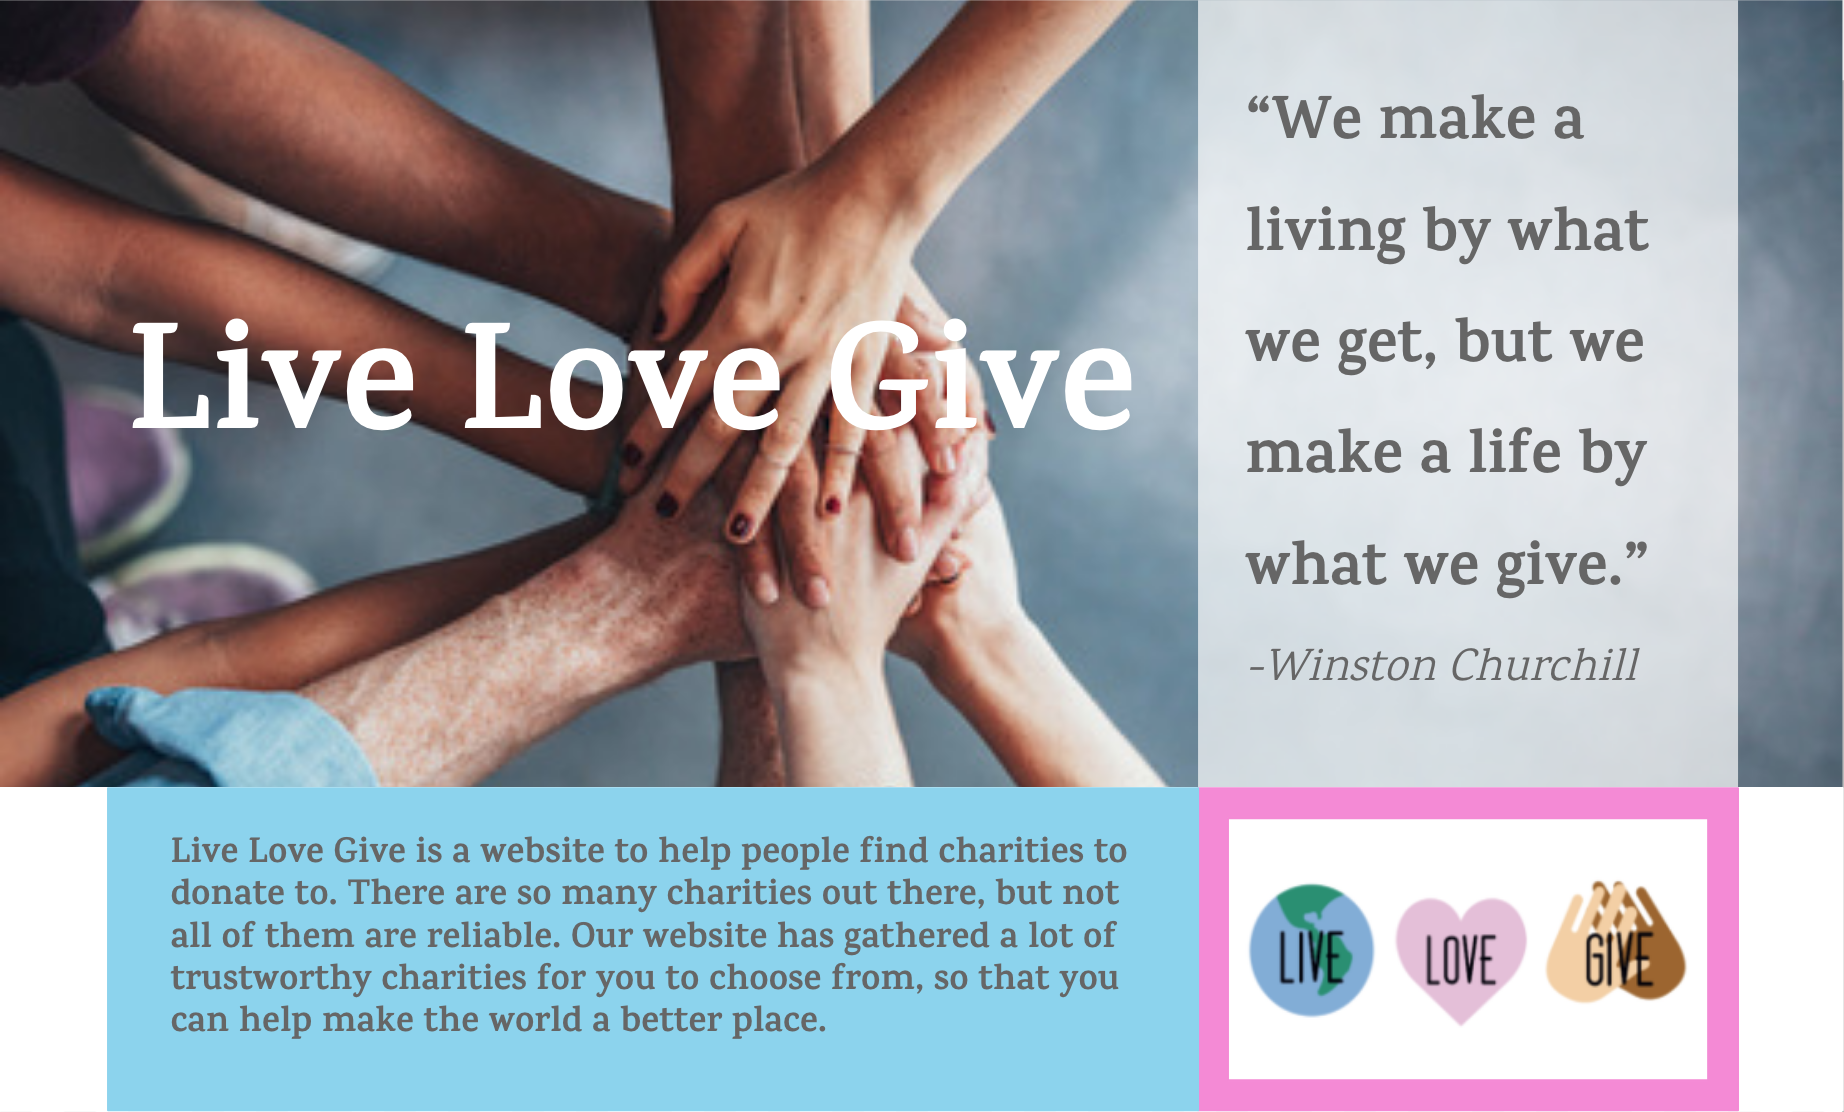 Live Love Give
“We make a
living by what
we get, but we
make a life by
what we give.”
-Winston Churchill
Live Love Give is a website to help people find charities to
donate to. There are so many charities out there, but not
all of them are reliable. Our website has gathered a lot of
trustworthy charities for you to choose from, so that you
can help make the world a better place.
LIVE LOVE GIVE